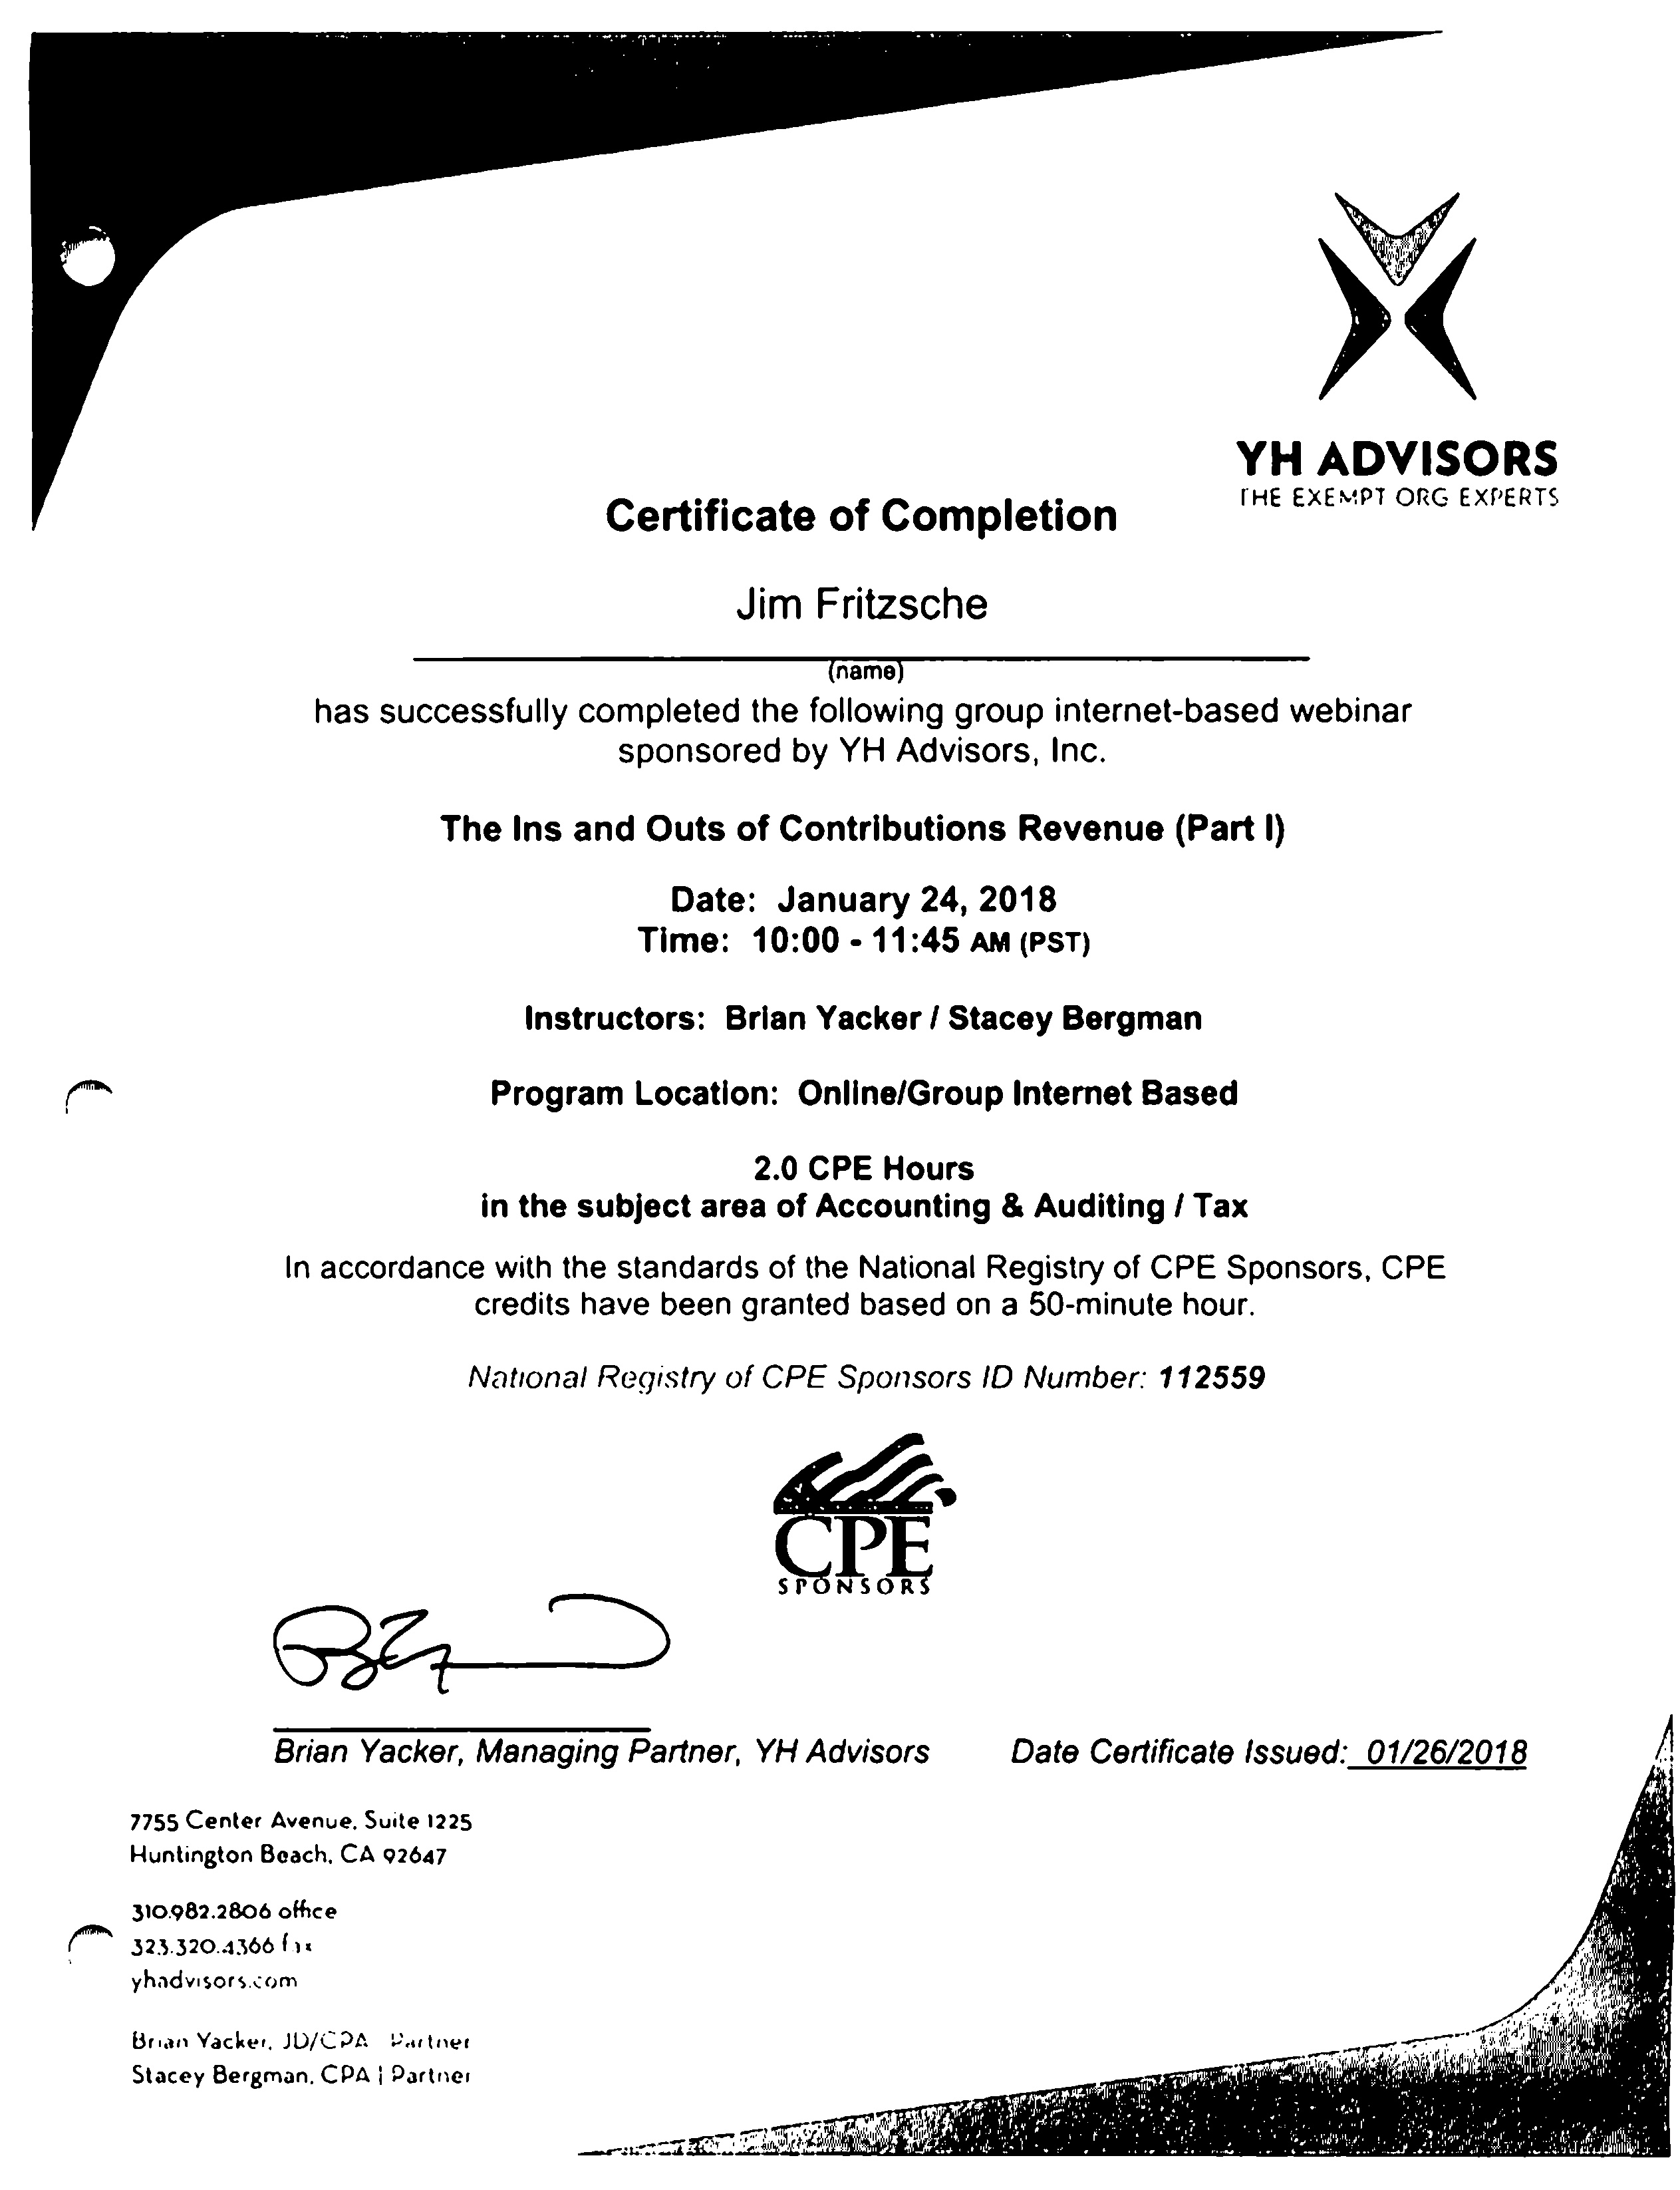 YH ADVISORS
THE EXEMPT ORG EXPERTS
Certificate of Completion
Jim Fritzsche
(name)
has successfully completed the following group internet-based webinar
sponsored by YH Advisors, Inc.
The Ins and Outs of Contributions Revenue (Part I)
Date: January 24, 2018
Time: 10:00 - 11:45 AM (PST)
Instructors: Brian Yacker / Stacey Bergman
Program Location: Online/Group Internet Based
2.0 CPE Hours
in the subject area of Accounting & Auditing / Tax
In accordance with the standards of the National Registry of CPE Sponsors, CPE
credits have been granted based on a 50-minute hour.
National Registry of CPE Sponsors ID Number: 112559
CPE
SPONSORS
Brian Yacker, Managing Partner, YH Advisors Date Certificate Issued: 01/26/2018
7755 Center Avenue, Suite 1225
Huntington Beach, CA 92647
310.982.2806 office
323.320.4366 fax
yhadvisors.com
Brian Yacker, JD/CPA Partner
Stacey Bergman, CPA | Partner